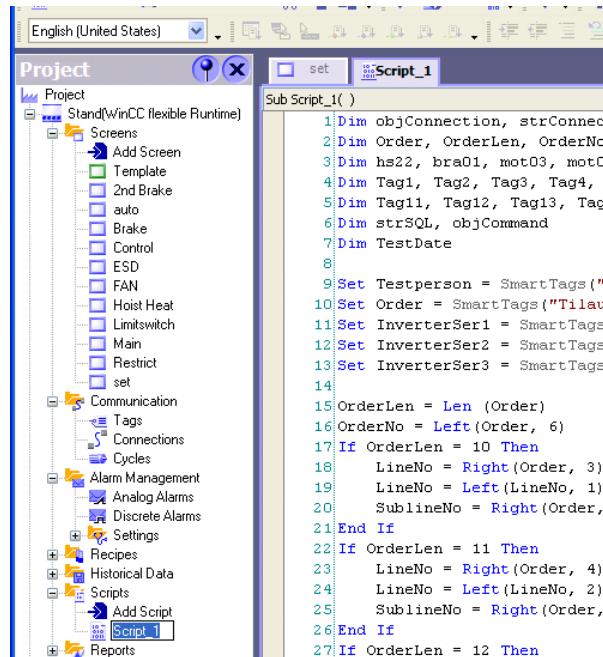 English (United States)
Project
set
Script_1
Project
Stand(WinCC flexible Runtime)
Screens
Add Screen
Template
2nd Brake
auto
Brake
Control
ESD
FAN
Hoist Heat
Limitswitch
Main
Restrict
set
Communication
Tags
Connections
Cycles
Alarm Management
Analog Alarms
Discrete Alarms
Settings
Recipes
Historical Data
Scripts
Add Script
Script_1
Reports
Sub Script_1( )
1 Dim objConnection, strConnec
2 Dim Order, OrderLen, OrderNo
3 Dim hs22, bra01, mot03, mot0
4 Dim Tag1, Tag2, Tag3, Tag4,
5 Dim Tag11, Tag12, Tag13, Tag
6 Dim strSQL, objCommand
7 Dim TestDate
8
9 Set Testperson = SmartTags("
10 Set Order = SmartTags("Tilau
11 Set InverterSer1 = SmartTags
12 Set InverterSer2 = SmartTags
13 Set InverterSer3 = SmartTags
14
15 OrderLen = Len (Order)
16 OrderNo = Left(Order, 6)
17 If OrderLen = 10 Then
18 LineNo = Right(Order, 3)
19 LineNo = Left(LineNo, 1)
20 SublineNo = Right(Order,
21 End If
22 If OrderLen = 11 Then
23 LineNo = Right(Order, 4)
24 LineNo = Left(LineNo, 2)
25 SublineNo = Right(Order,
26 End If
27 If OrderLen = 12 Then